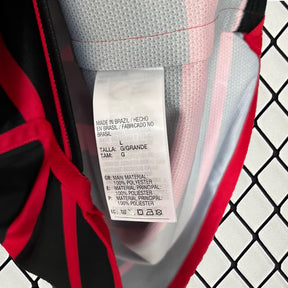 MADE IN BRAZIL / HECHO
EN BRASIL / FABRICADO NO
BRASIL
L
TALLA: G/GRANDE
TAM: G
GB: MAIN MATERIAL:
100% POLYESTER
E: MATERIAL PRINCIPAL:
100% POLIESTER
P: MATERIAL PRINCIPAL:
100% POLIÉSTER